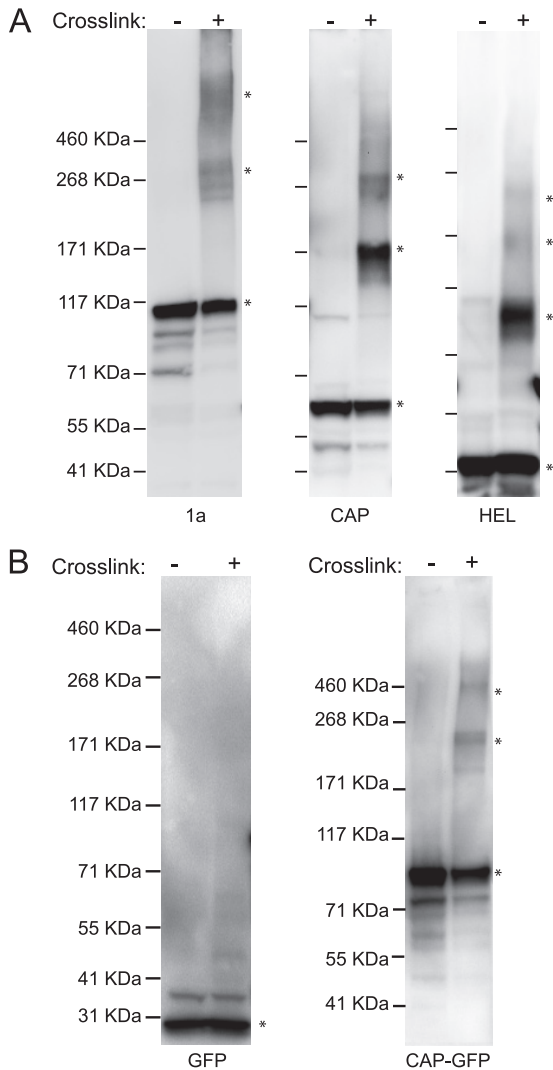 A
Crosslink: - + - + - +
460 KDa
268 KDa
171 KDa
117 KDa
71 KDa
55 KDa
41 KDa
*
*
*
*
*
*
*
*
*
*
1a CAP HEL
B
Crosslink: - + Crosslink: - +
460 KDa
268 KDa
171 KDa
117 KDa
71 KDa
55 KDa
41 KDa
31 KDa
*
460 KDa
268 KDa
171 KDa
117 KDa
71 KDa
55 KDa
41 KDa
*
*
*
GFP CAP-GFP